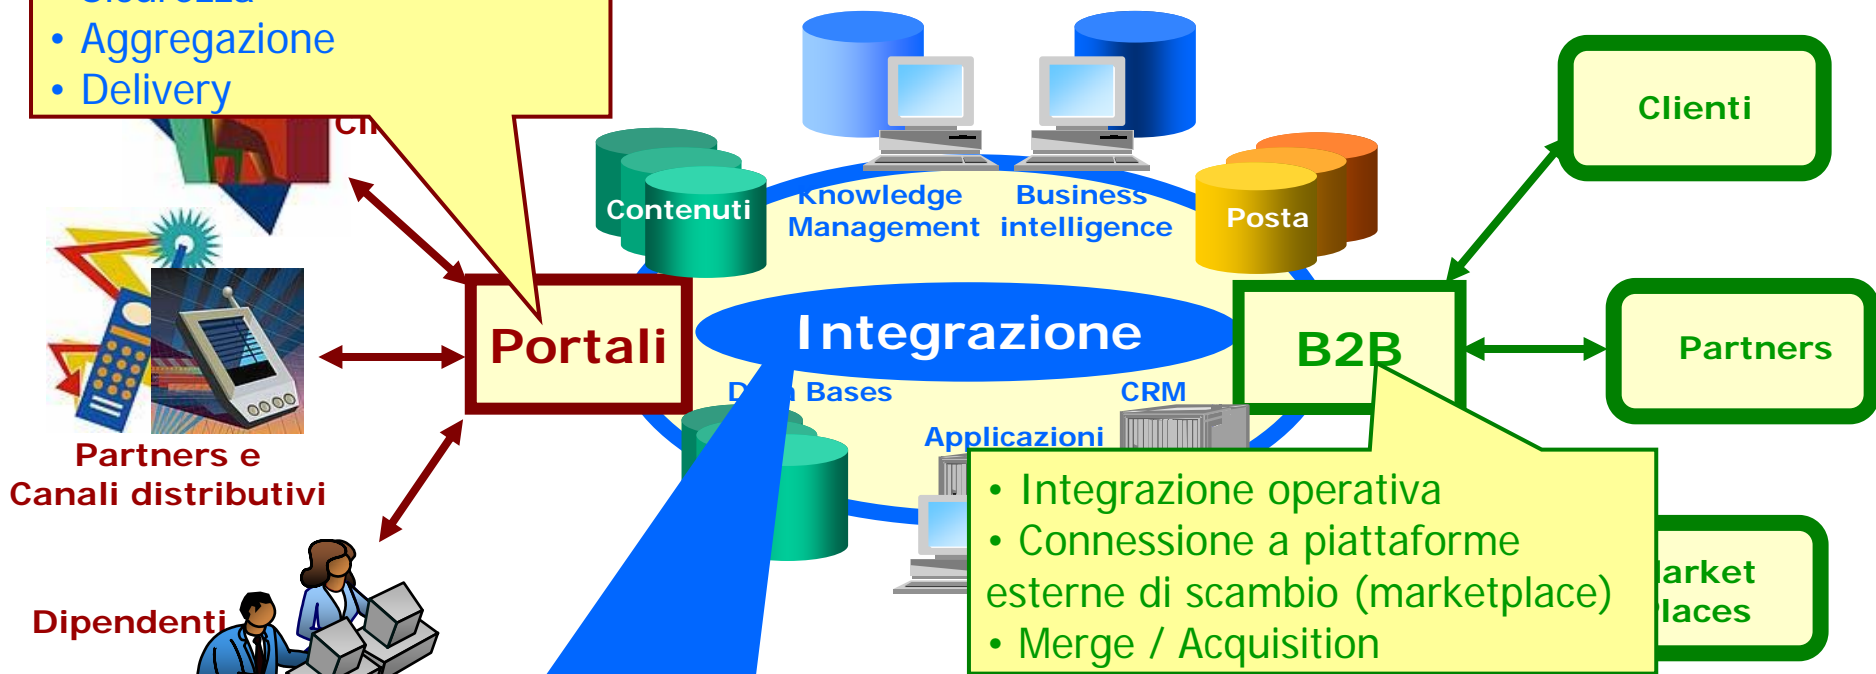 • Aggregazione
• Delivery
Clienti
Knowledge
Management
Business
intelligence
Contenuti
Posta
Clienti
Portali
Integrazione
B2B
Partners
Bases
CRM
Applicazioni
Partners e
Canali distributivi
Dipendenti
• Integrazione operativa
• Connessione a piattaforme
esterne di scambio (marketplace)
• Merge / Acquisition